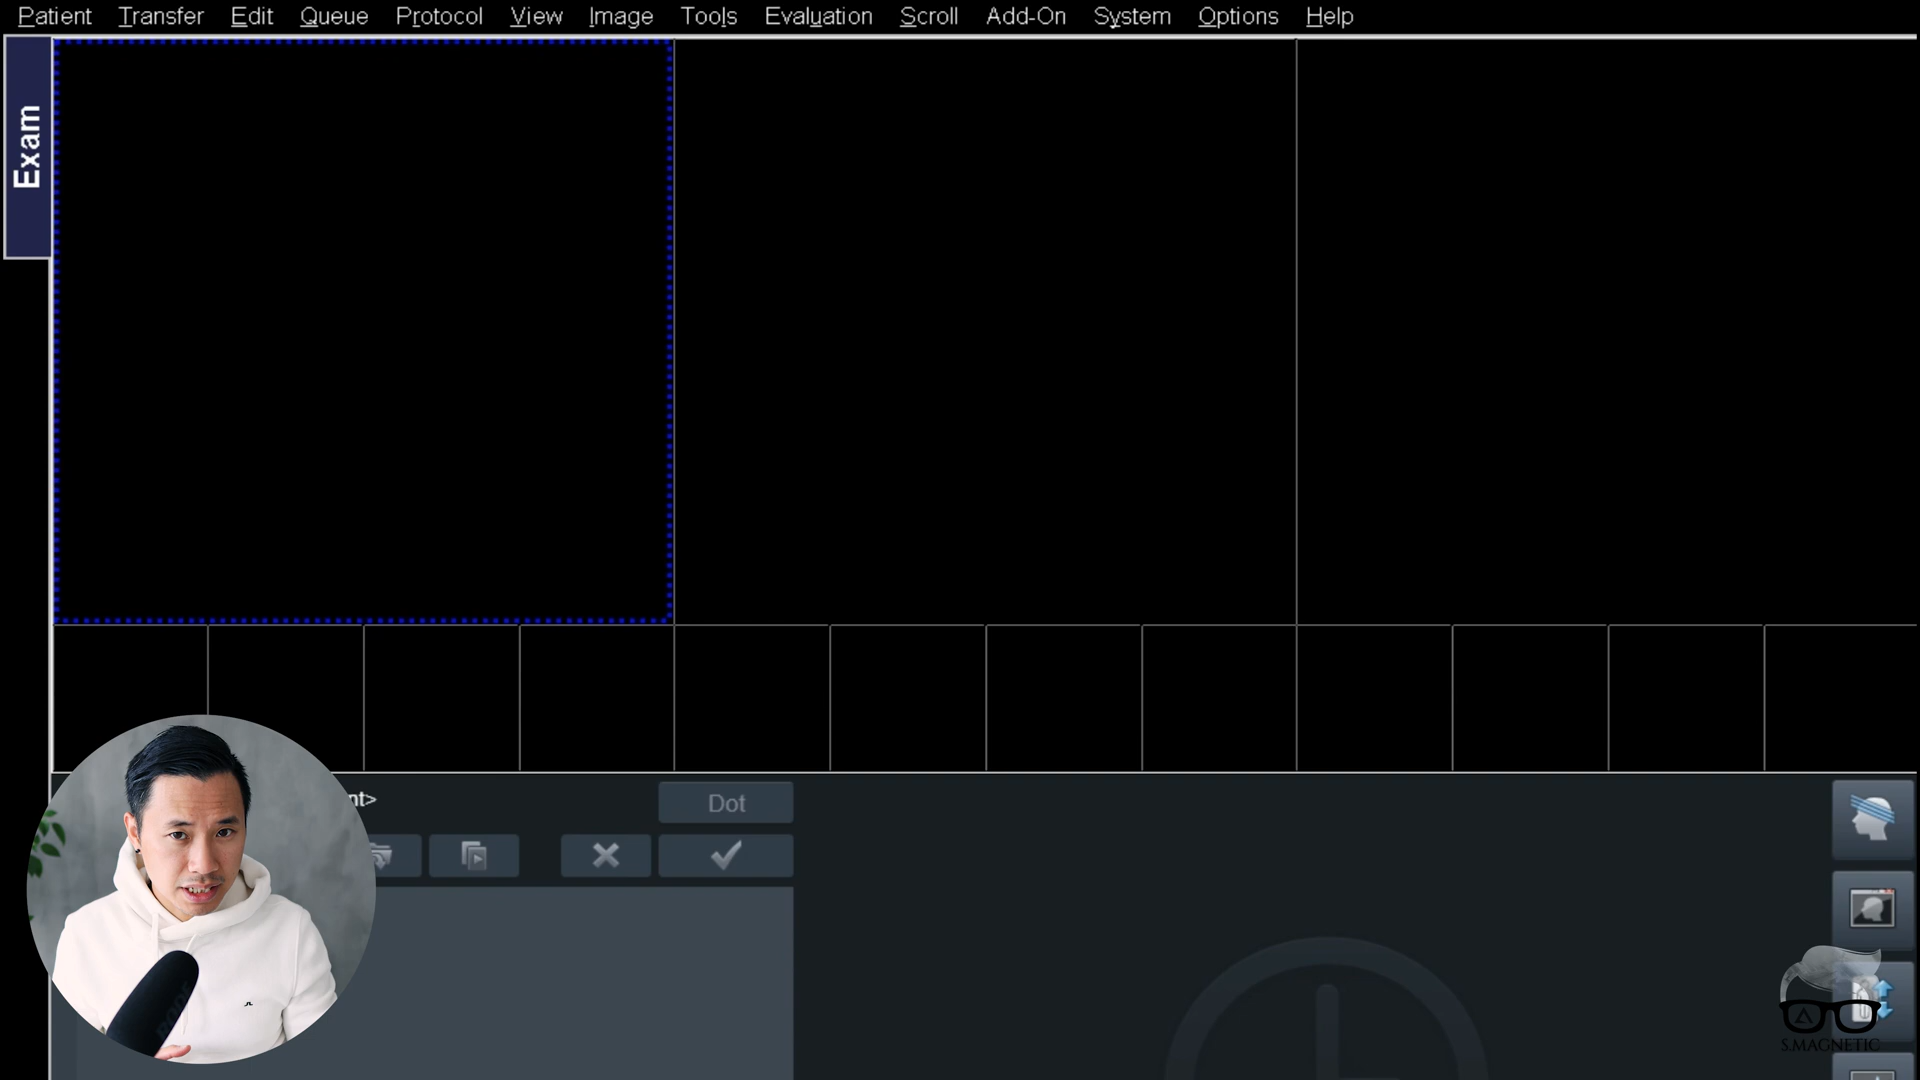 Patient Transfer Edit Queue Protocol View Image Tools Evaluation Scroll Add-On System Options Help
Exam
nt>
Dot
S.MAGNETIC